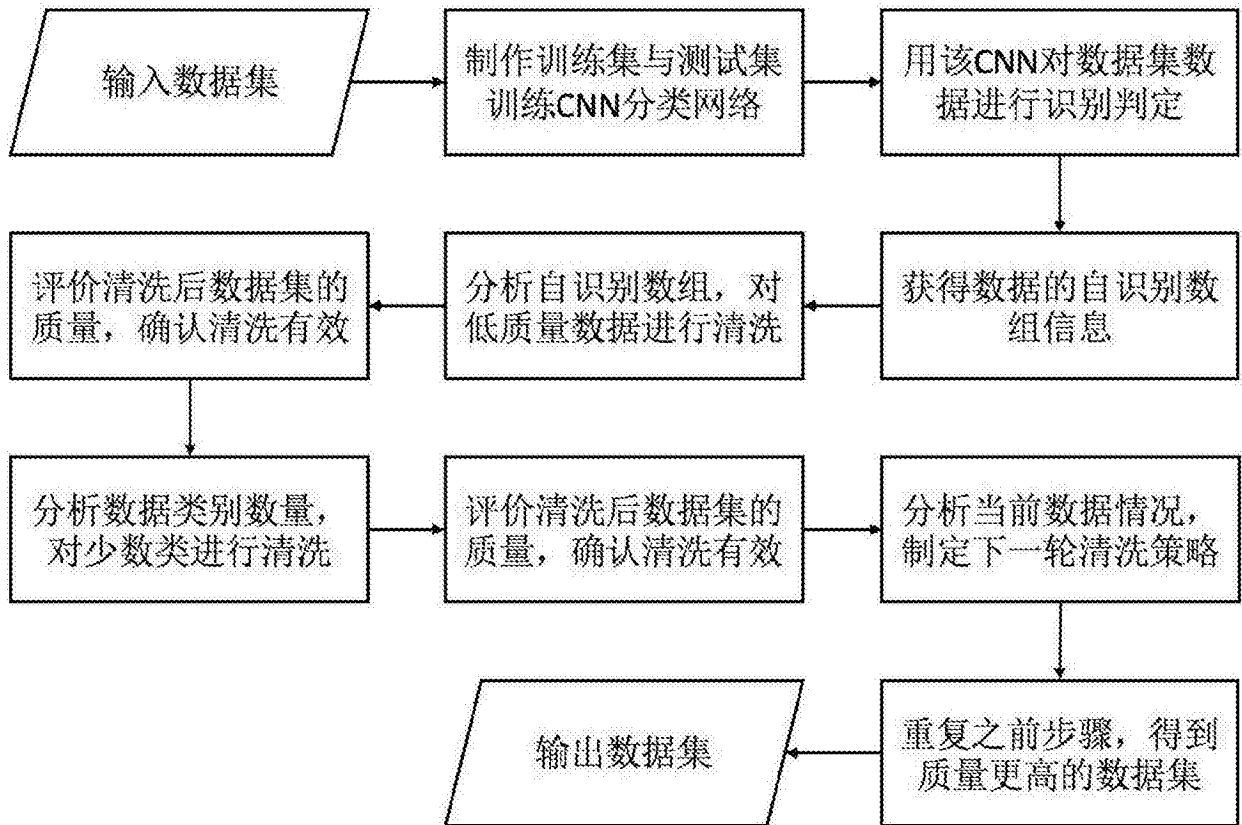 输入数据集
制作训练集与测试集
训练CNN分类网络
用该CNN对数据集数
据进行识别判定
获得数据的自识别数
组信息
分析自识别数组，对
低质量数据进行清洗
评价清洗后数据集的
质量，确认清洗有效
分析数据类别数量，
对少数类进行清洗
评价清洗后数据集的
质量，确认清洗有效
分析当前数据情况，
制定下一轮清洗策略
重复之前步骤，得到
质量更高的数据集
输出数据集